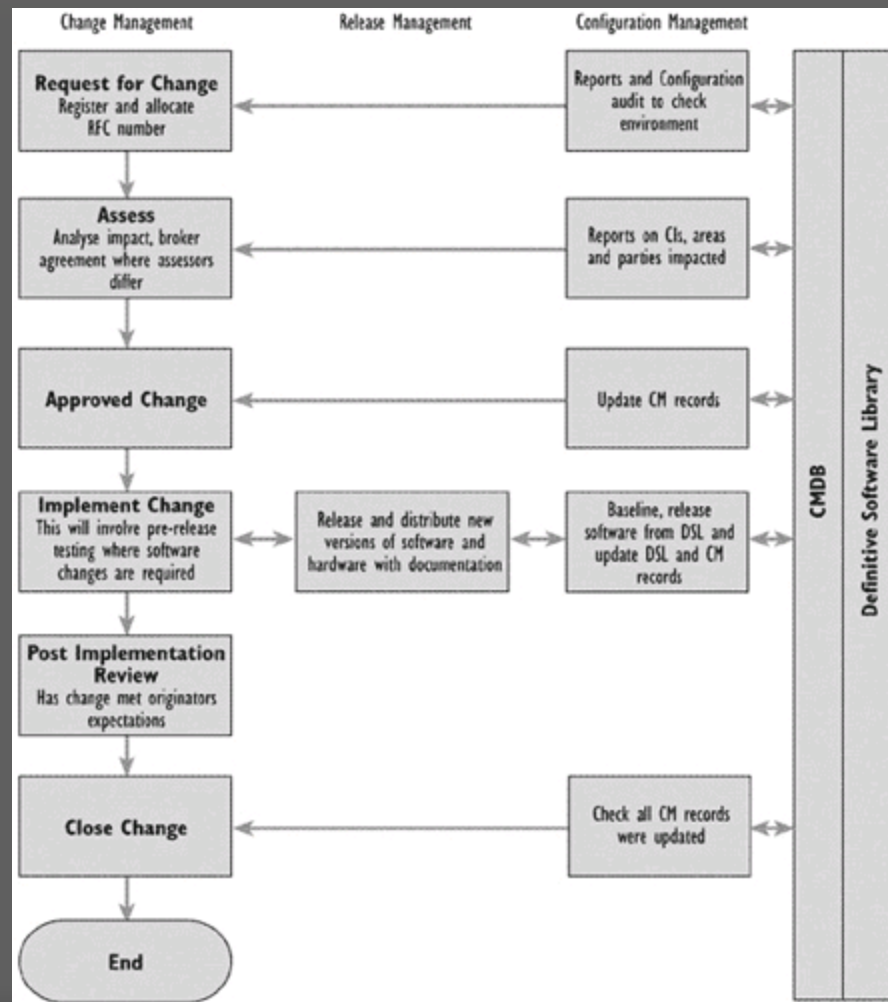 Change Management
Release Management
Configuration Management
Request for Change
Register and allocate
RFC number
Reports and Configuration
audit to check
environment
Assess
Analyse impact, broker
agreement where assessors
differ
Reports on CIs, areas
and parties impacted
Approved Change
Update CM records
Implement Change
This will involve pre-release
testing where software
changes are required
Release and distribute new
versions of software and
hardware with documentation
Baseline, release
software from DSL and
update DSL and CM
records
Post Implementation
Review
Has change met originators
expectations
Close Change
Check all CM records
were updated
End
CMDB
Definitive Software Library